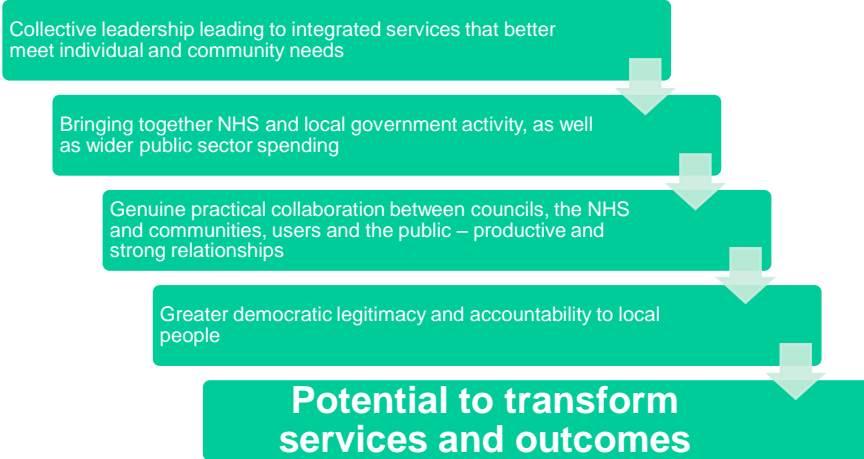 Collective leadership leading to integrated services that better
meet individual and community needs
Bringing together NHS and local government activity, as well
as wider public sector spending
Genuine practical collaboration between councils, the NHS
and communities, users and the public – productive and
strong relationships
Greater democratic legitimacy and accountability to local
people
Potential to transform
services and outcomes